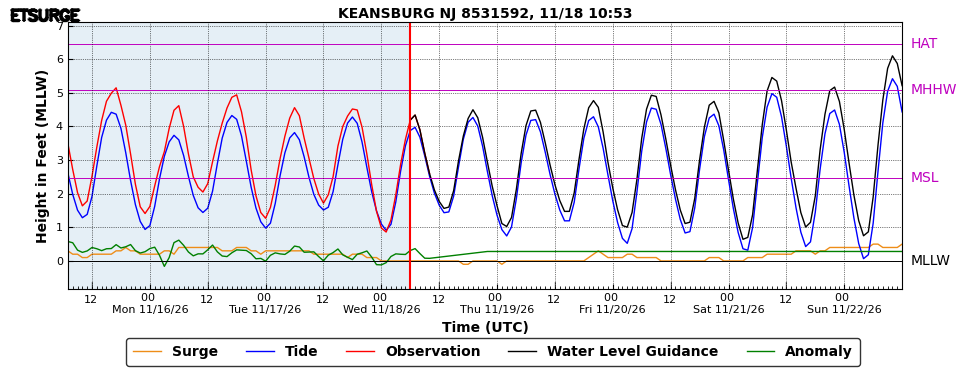 ETSURGE
KEANSBURG NJ 8531592, 11/18 10:53
Height in Feet (MLLW)
7
6
5
4
3
2
1
0
HAT
MHHW
MSL
MLLW
12 00 12 00 12 00 12 00 12 00 12 00 12 00
Mon 11/16/26 Tue 11/17/26 Wed 11/18/26 Thu 11/19/26 Fri 11/20/26 Sat 11/21/26 Sun 11/22/26
Time (UTC)
Surge Tide Observation Water Level Guidance Anomaly